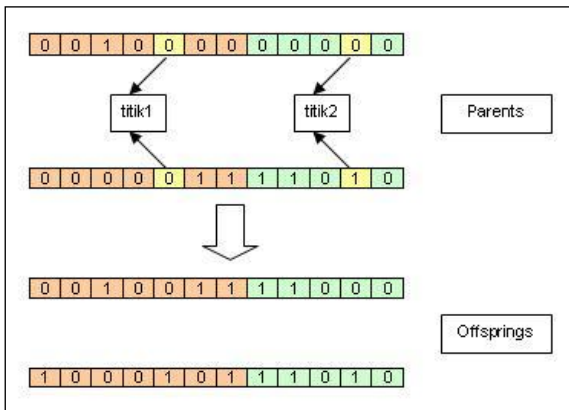 0 0 1 0 0 0 0 0 0 0 0 0
titik1 titik2 Parents
0 0 0 0 0 1 1 1 1 0 1 0
0 0 1 0 0 1 1 1 1 0 0 0
Offsprings
1 0 0 0 1 0 1 1 1 0 1 0